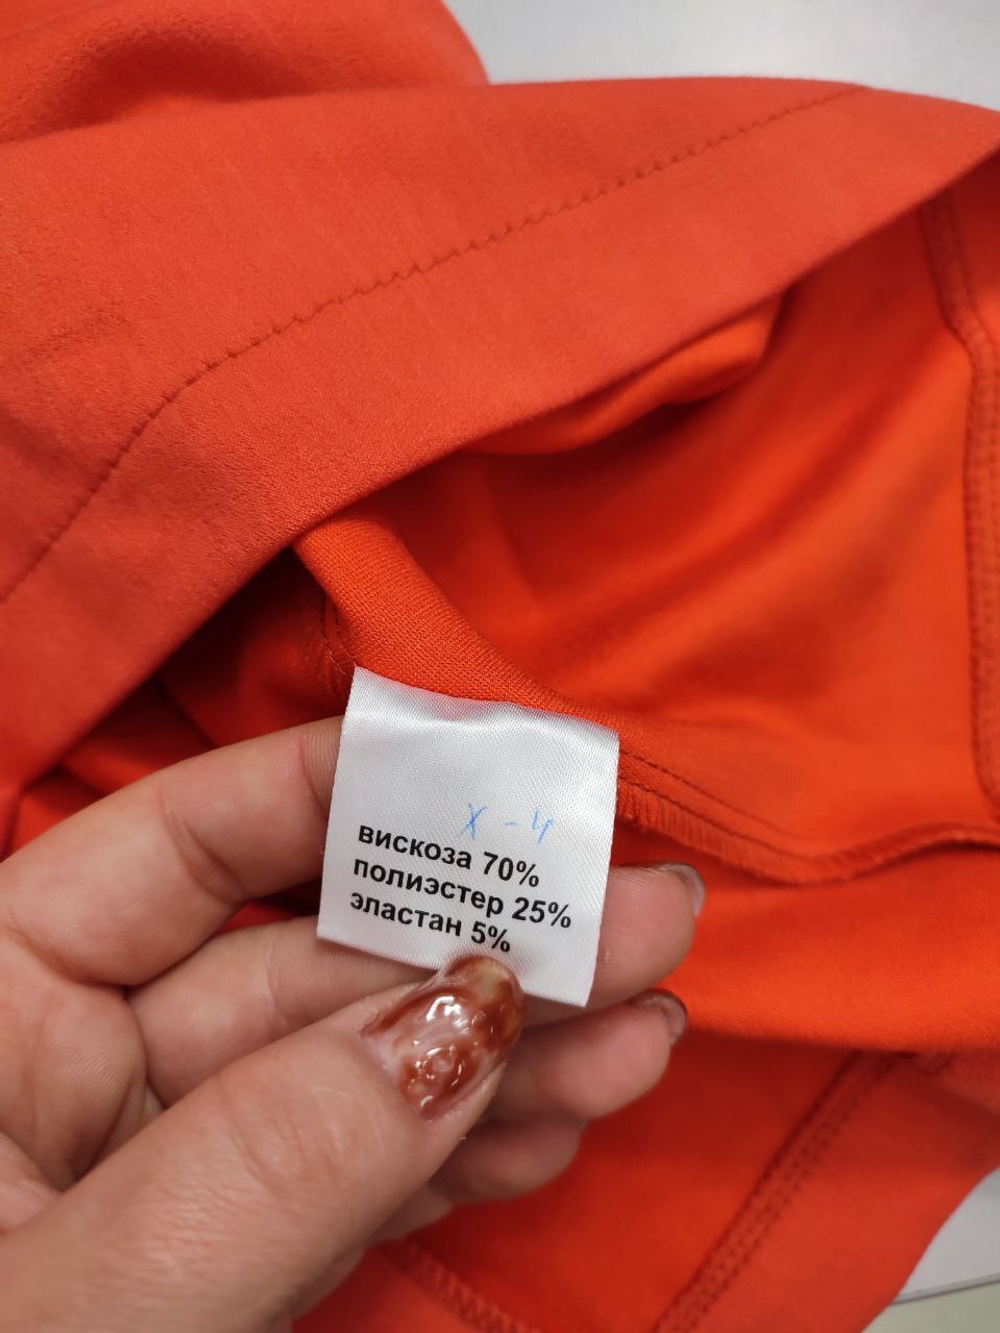 X-4
вискоза 70%
полиэстер 25%
эластан 5%